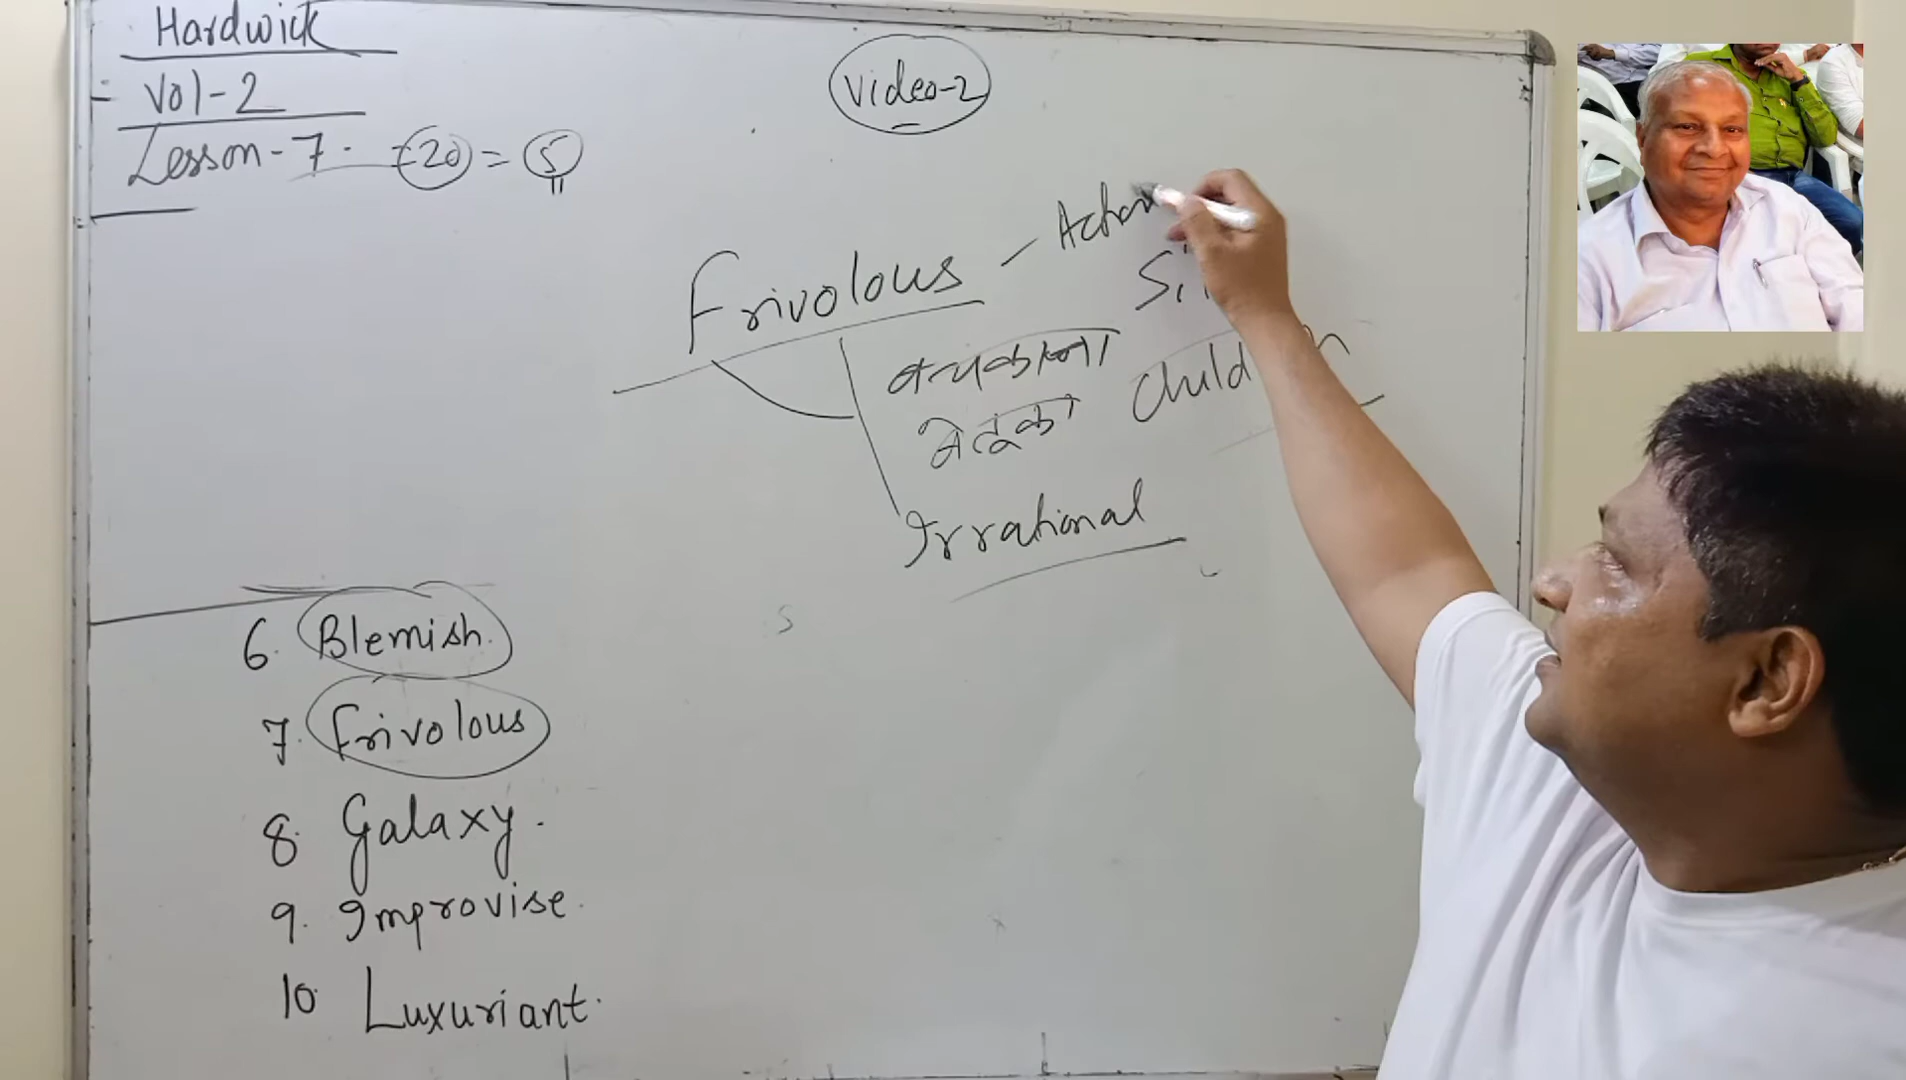 Hardwick
Vol-2
Lesson-7. 20 = 5
Video-2
Frivolous -
बचकाना
बेतूका
Irrational
6. Blemish.
7. Frivolous
8. Galaxy.
9. Improvise.
10. Luxuriant.